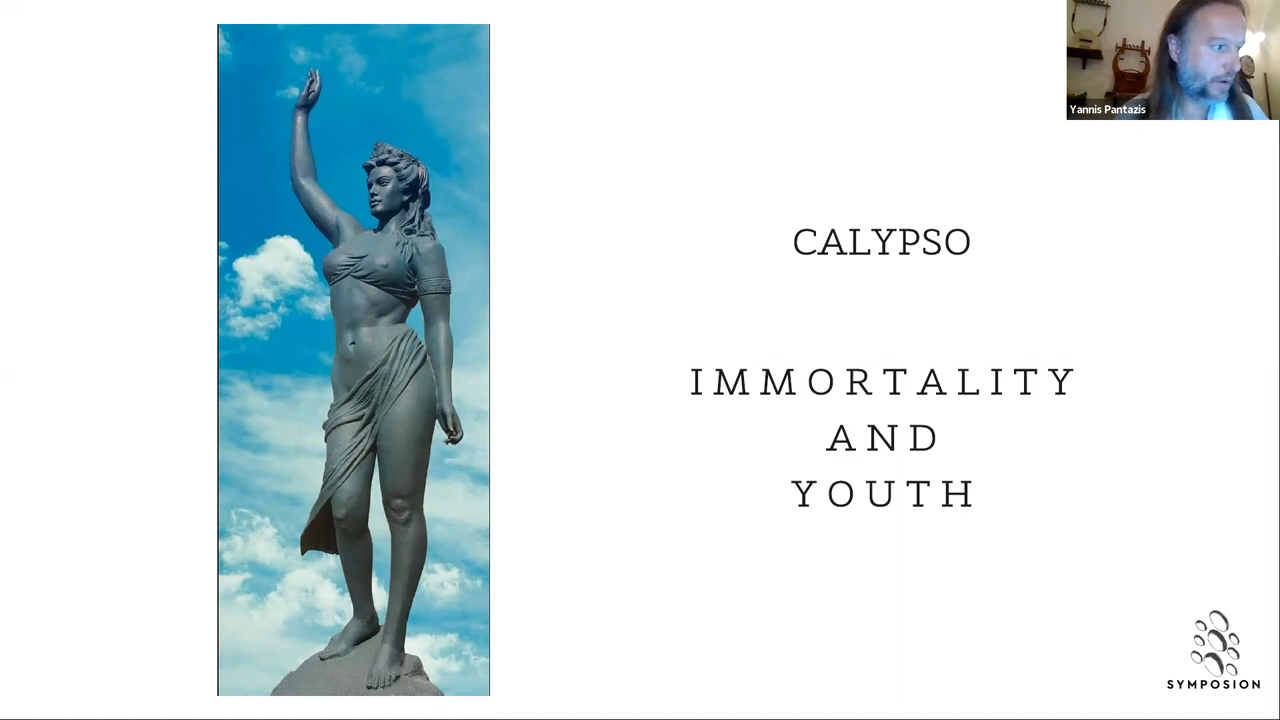 Yannis Pantazis
CALYPSO
IMMORTALITY
AND
YOUTH
SYMPOSION